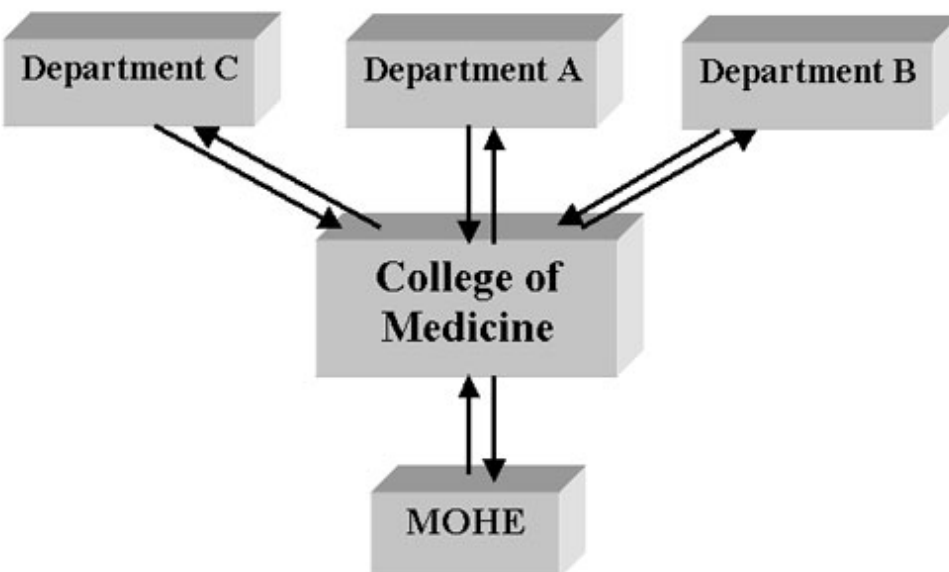 Department C
Department A
Department B
College of
Medicine
MOHE